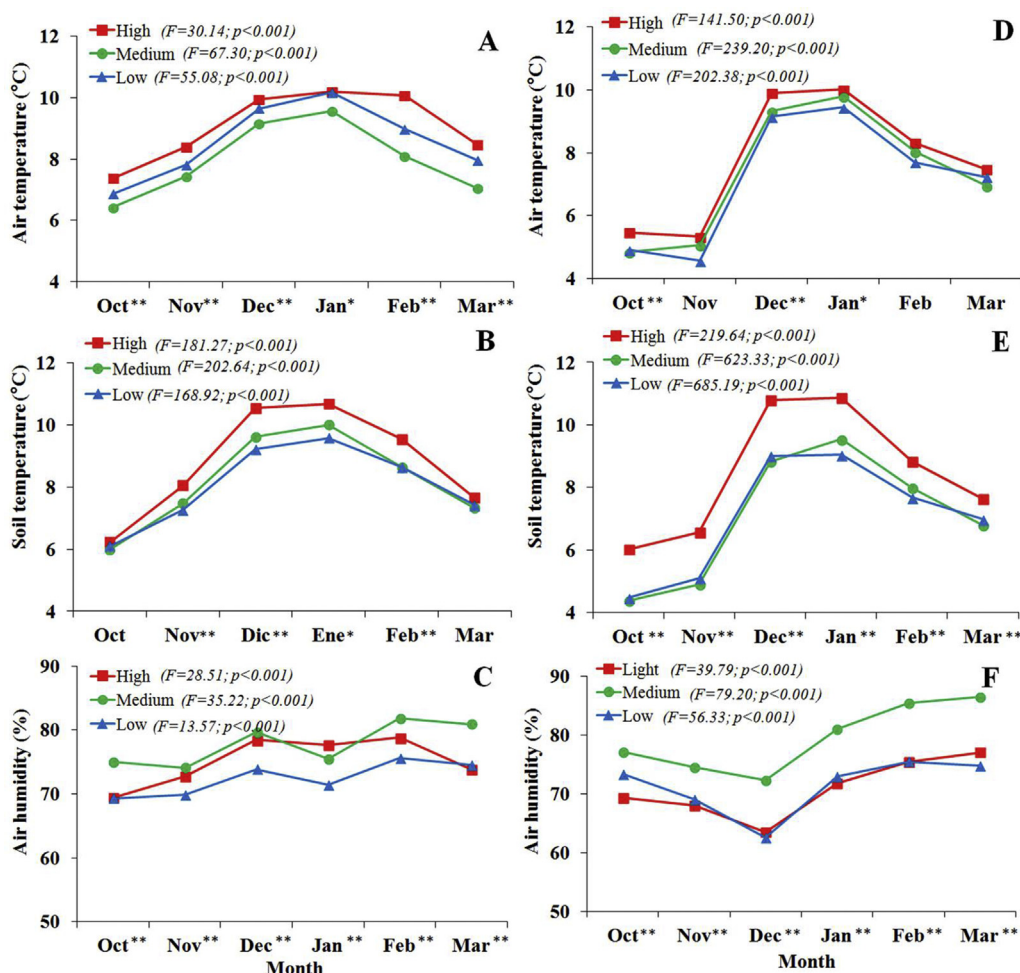 High (F=30.14; p<0.001)
Medium (F=67.30; p<0.001)
Low (F=55.08; p<0.001)
A
Air temperature (°C)
12
10
8
6
4
Oct** Nov** Dec** Jan* Feb** Mar**
High (F=141.50; p<0.001)
Medium (F=239.20; p<0.001)
Low (F=202.38; p<0.001)
D
Air temperature (°C)
12
10
8
6
4
Oct** Nov Dec** Jan* Feb Mar
High (F=181.27; p<0.001)
Medium (F=202.64; p<0.001)
Low (F=168.92; p<0.001)
B
Soil temperature (°C)
12
10
8
6
4
Oct Nov** Dic** Ene* Feb** Mar
High (F=219.64; p<0.001)
Medium (F=623.33; p<0.001)
Low (F=685.19; p<0.001)
E
Soil temperature (°C)
12
10
8
6
4
Oct** Nov** Dec** Jan** Feb** Mar**
High (F=28.51; p<0.001)
Medium (F=35.22; p<0.001)
Low (F=13.57; p<0.001)
C
Air humidity (%)
90
80
70
60
50
Oct** Nov** Dec** Jan** Feb** Mar**
Month
Light (F=39.79; p<0.001)
Medium (F=79.20; p<0.001)
Low (F=56.33; p<0.001)
F
Air humidity (%)
90
80
70
60
50
Oct** Nov** Dec** Jan** Feb** Mar**
Month